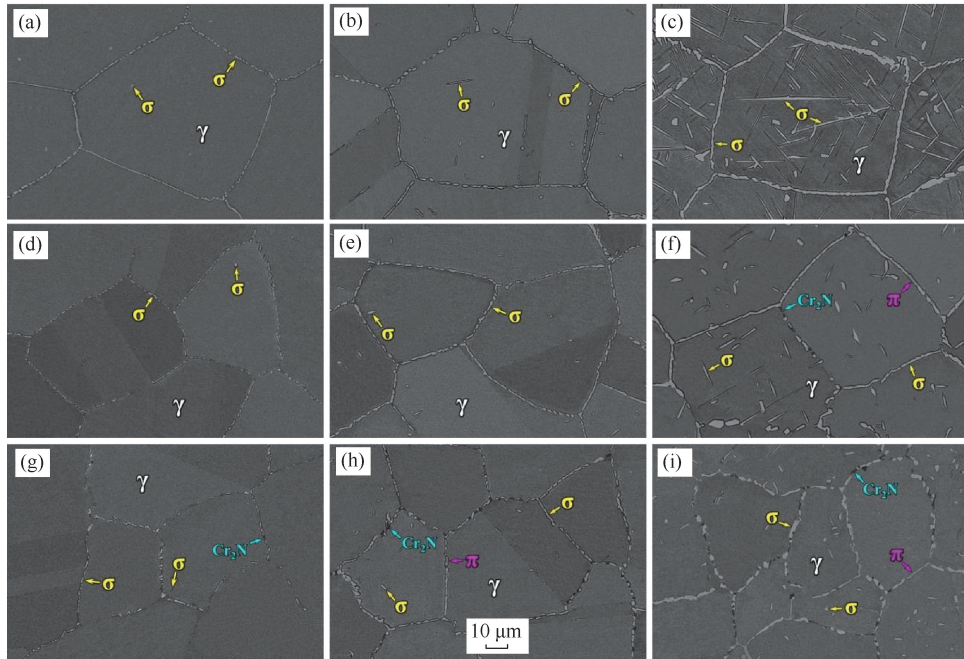 (a)
σ
σ
γ
(b)
σ
σ
γ
(c)
σ
σ
γ
(d)
σ
σ
γ
(e)
σ
σ
γ
(f)
π
Cr₂N
σ
γ
σ
(g)
γ
Cr₂N
σ
σ
(h)
σ
Cr₂N
π
σ
γ
10 μm
(i)
Cr₂N
σ
γ
π
σ